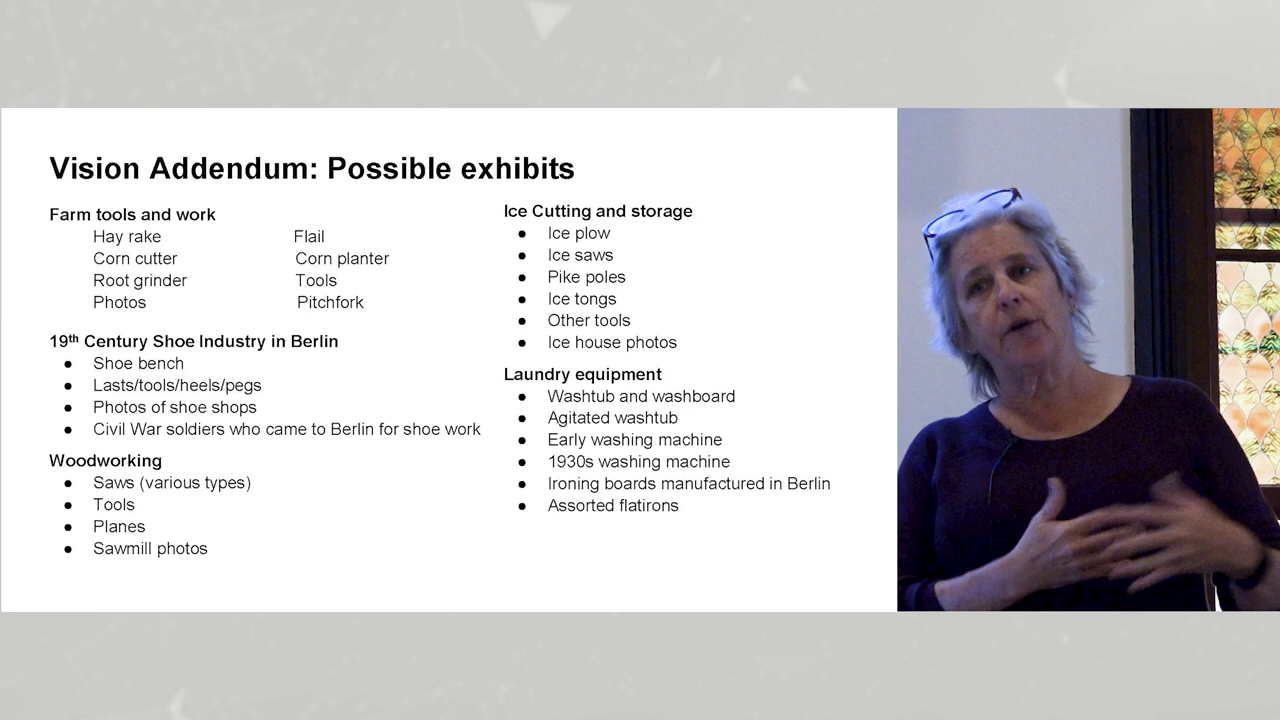 Vision Addendum: Possible exhibits
Farm tools and work
Hay rake Flail
Corn cutter Corn planter
Root grinder Tools
Photos Pitchfork
19th Century Shoe Industry in Berlin
● Shoe bench
● Lasts/tools/heels/pegs
● Photos of shoe shops
● Civil War soldiers who came to Berlin for shoe work
Woodworking
● Saws (various types)
● Tools
● Planes
● Sawmill photos
Ice Cutting and storage
● Ice plow
● Ice saws
● Pike poles
● Ice tongs
● Other tools
● Ice house photos
Laundry equipment
● Washtub and washboard
● Agitated washtub
● Early washing machine
● 1930s washing machine
● Ironing boards manufactured in Berlin
● Assorted flatirons